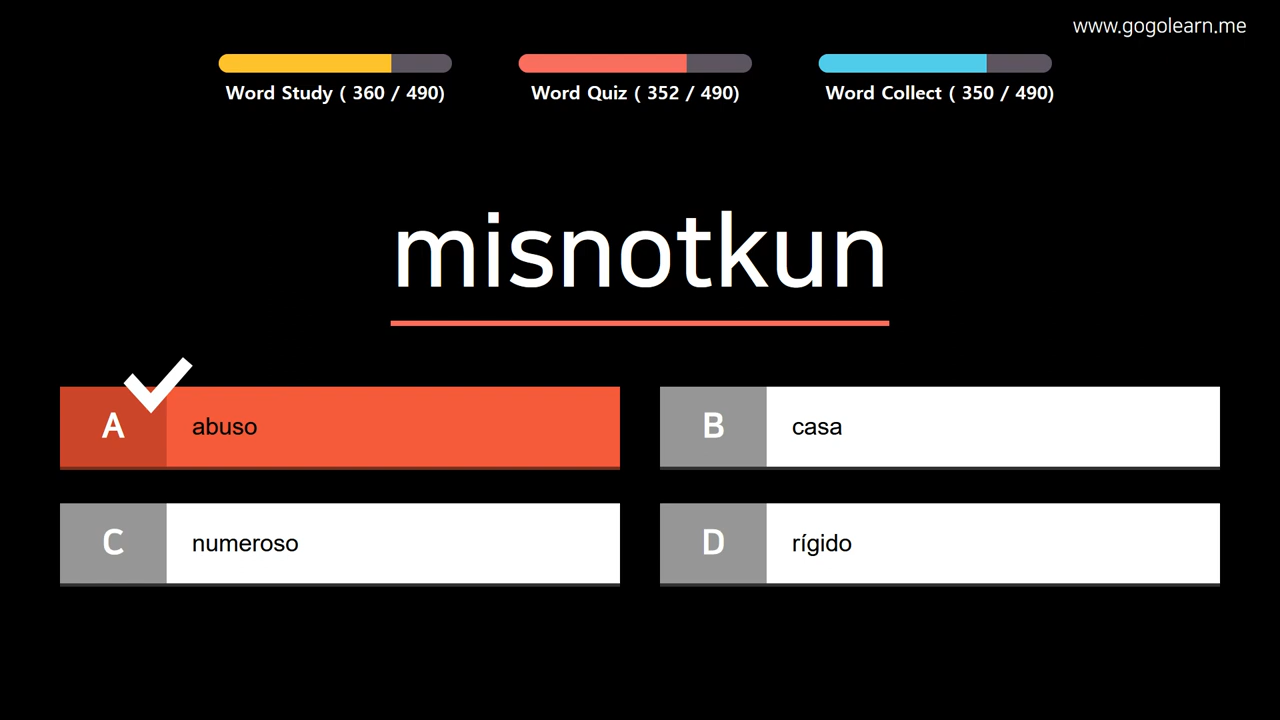 www.gogolearn.me
Word Study ( 360 / 490)
Word Quiz ( 352 / 490)
Word Collect ( 350 / 490)
misnotkun
A abuso
B casa
C numeroso
D rígido